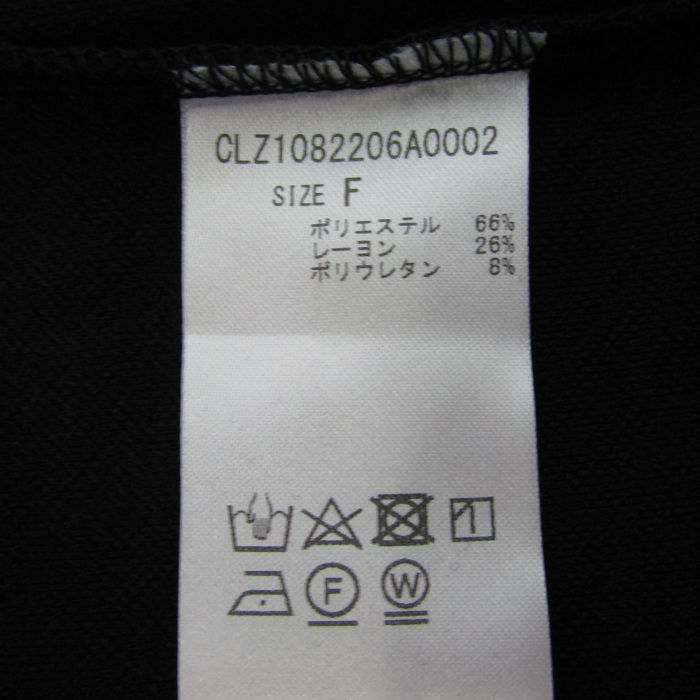 CLZ1082206A0002
SIZE F
ポリエステル 66%
レーヨン 26%
ポリウレタン 8%
F W